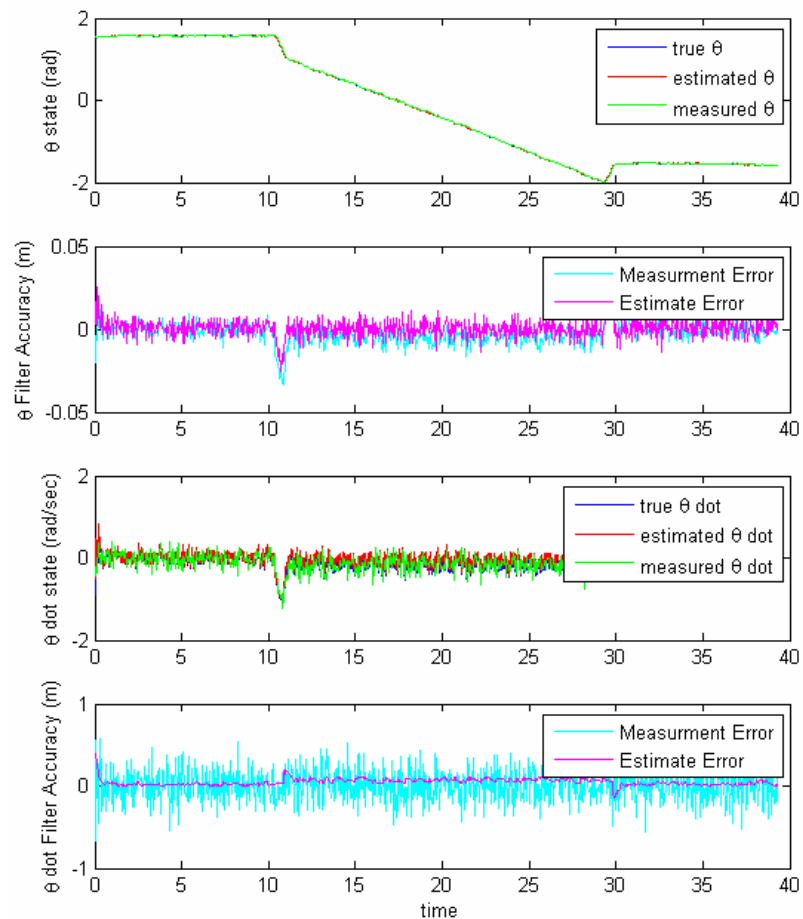 2
0
-2
θ state (rad)
true θ
estimated θ
measured θ
0 5 10 15 20 25 30 35 40
0.05
0
-0.05
θ Filter Accuracy (m)
Measurment Error
Estimate Error
0 5 10 15 20 25 30 35 40
2
0
-2
θ dot state (rad/sec)
true θ dot
estimated θ dot
measured θ dot
0 5 10 15 20 25 30 35 40
1
0
-1
θ dot Filter Accuracy (m)
Measurment Error
Estimate Error
0 5 10 15 20 25 30 35 40
time